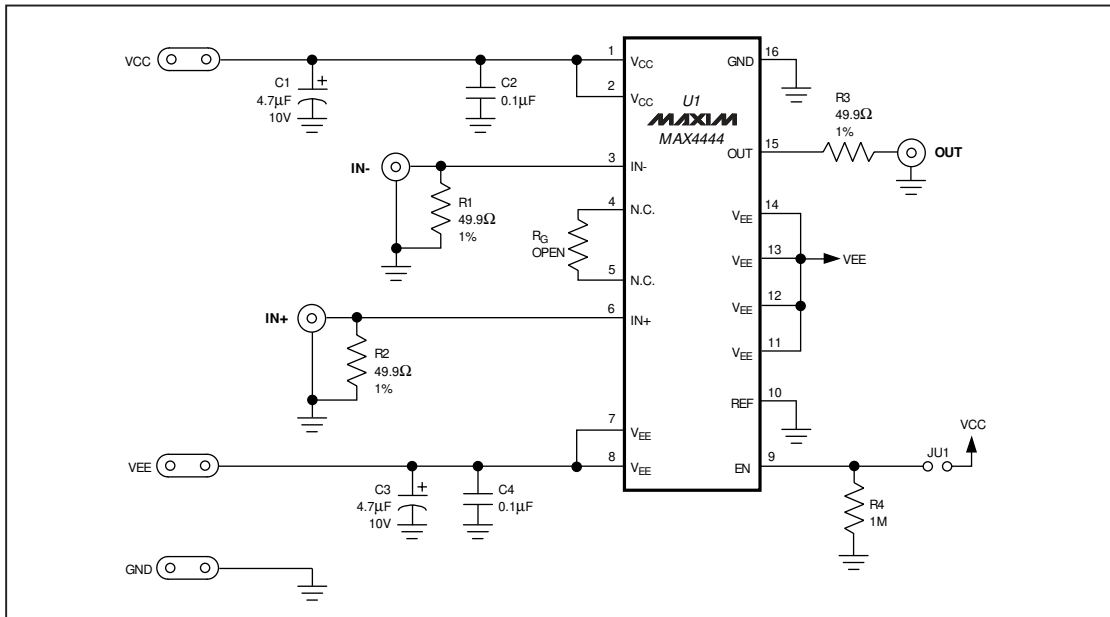 VCC
C1
4.7µF
10V
+
C2
0.1µF
1
VCC
2
VCC
U1
MAXIM
MAX4444
16
GND
R3
49.9Ω
1%
15
OUT
OUT
IN-
3
IN-
R1
49.9Ω
1%
4
N.C.
RG
OPEN
5
N.C.
14
VEE
13
VEE
VEE
12
VEE
11
VEE
IN+
6
IN+
R2
49.9Ω
1%
10
REF
7
VEE
VCC
JU1
9
EN
VEE
8
VEE
C3
4.7µF
10V
+
C4
0.1µF
R4
1M
GND